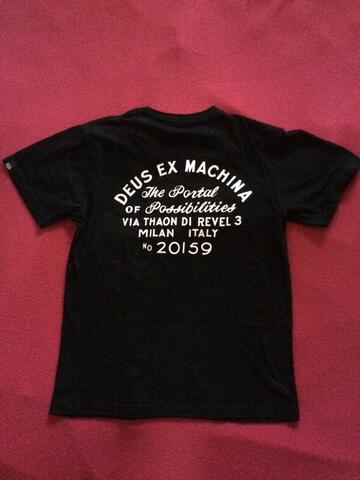 DEUS EX MACHINA
The Portal
OF Possibilities
VIA THAON DI REVEL 3
MILAN ITALY
NO 20159